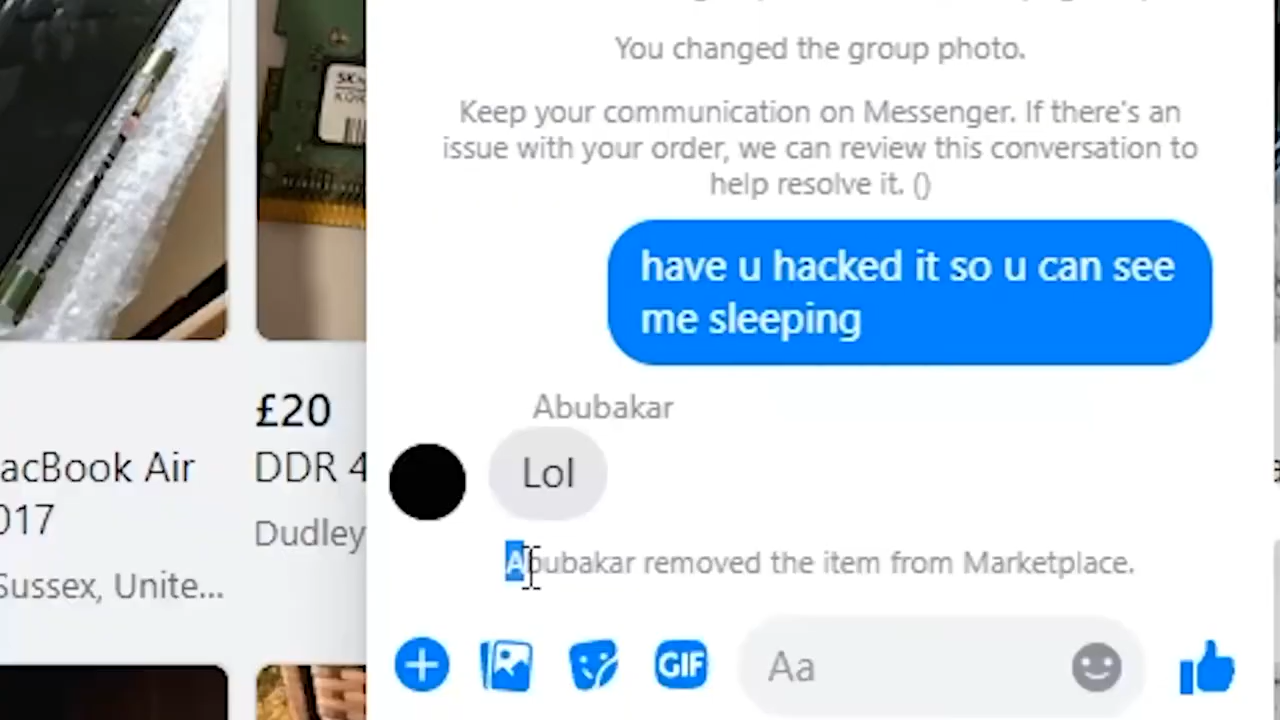 You changed the group photo.
Keep your communication on Messenger. If there's an
issue with your order, we can review this conversation to
help resolve it. ()
have u hacked it so u can see
me sleeping
Abubakar
Lol
Abubakar removed the item from Marketplace.
GIF
Aa
acBook Air
017
Sussex, Unite...
£20
DDR 4
Dudley